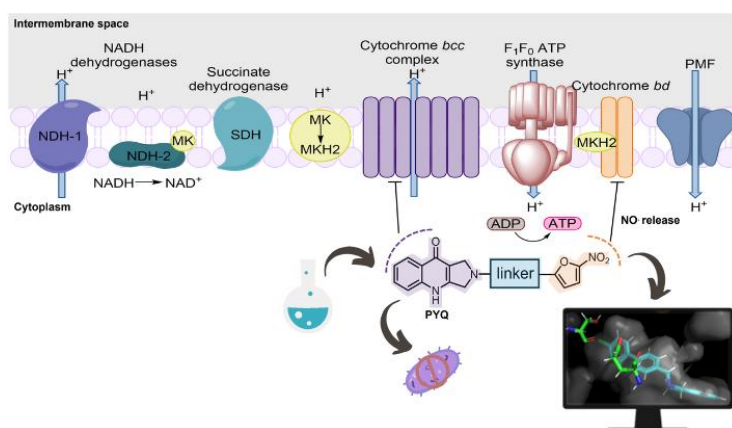 Intermembrane space
NADH
dehydrogenases
H⁺
H⁺
Succinate
dehydrogenase
H⁺
Cytochrome bcc
complex
H⁺
F₁F₀ ATP
synthase
Cytochrome bd
PMF
NDH-1
NDH-2
MK
SDH
MK
MKH2
MKH2
NADH → NAD⁺
Cytoplasm
H⁺
H⁺
ADP
ATP
NO· release
O
N
H
N
linker
O
NO₂
PYQ